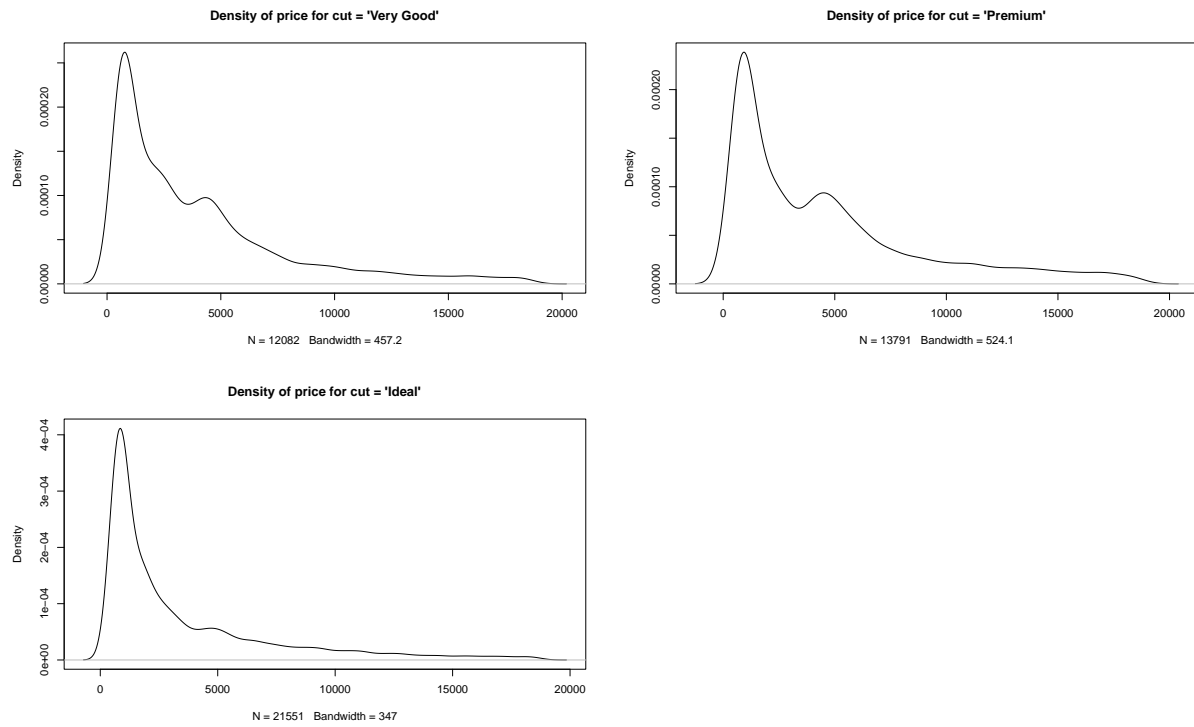 Density of price for cut = 'Very Good'
Density
0.00000 0.00010 0.00020
0 5000 10000 15000 20000
N = 12082 Bandwidth = 457.2
Density of price for cut = 'Premium'
Density
0.00000 0.00010 0.00020
0 5000 10000 15000 20000
N = 13791 Bandwidth = 524.1
Density of price for cut = 'Ideal'
Density
0e+00 1e-04 2e-04 3e-04 4e-04
0 5000 10000 15000 20000
N = 21551 Bandwidth = 347